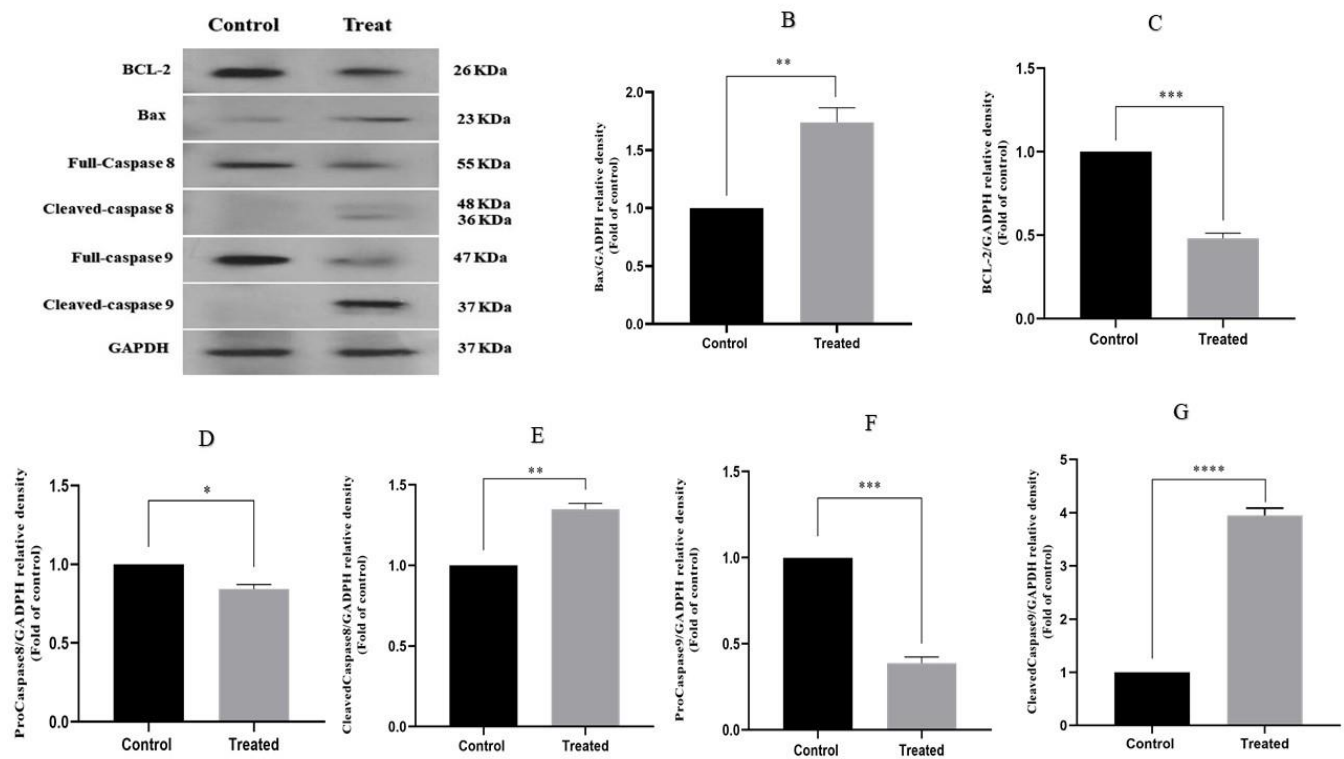 Control Treat
BCL-2 26 KDa
Bax 23 KDa
Full-Caspase 8 55 KDa
Cleaved-caspase 8 48 KDa
36 KDa
Full-caspase 9 47 KDa
Cleaved-caspase 9 37 KDa
GAPDH 37 KDa
B
Bax/GADPH relative density
(Fold of control)
2.0
1.5
1.0
0.5
0.0
**
Control Treated
C
BCL-2/GADPH relative density
(Fold of control)
1.5
1.0
0.5
0.0
***
Control Treated
D
ProCaspase8/GADPH relative density
(Fold of control)
1.5
1.0
0.5
0.0
*
Control Treated
E
CleavedCaspase8/GADPH relative density
(Fold of control)
1.5
1.0
0.5
0.0
**
Control Treated
F
ProCaspase9/GADPH relative density
(Fold of control)
1.5
1.0
0.5
0.0
***
Control Treated
G
CleavedCaspase9/GAPDH relative density
(Fold of control)
5
4
3
2
1
0
****
Control Treated